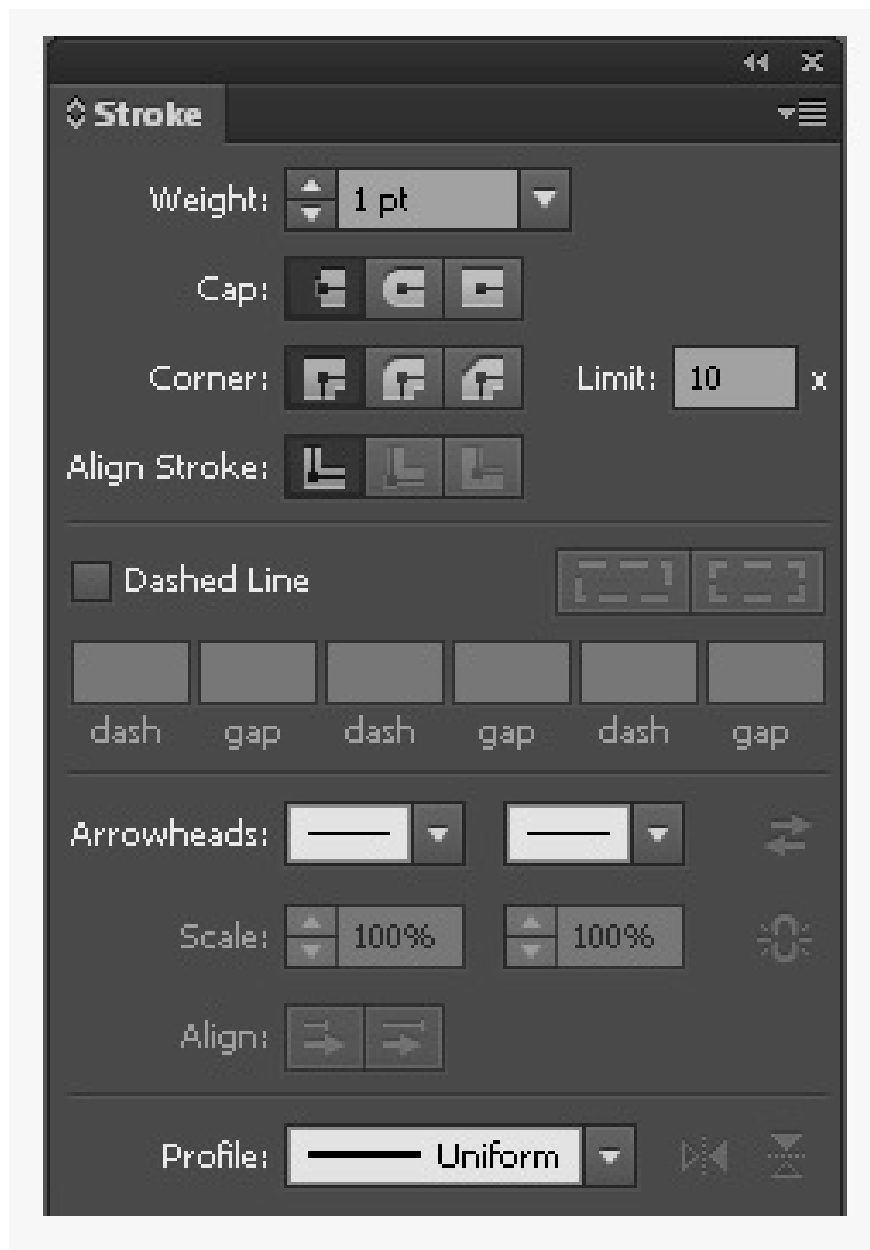 Stroke
Weight: 1 pt
Cap:
Corner: Limit: 10 x
Align Stroke:
Dashed Line
dash gap dash gap dash gap
Arrowheads:
Scale: 100% 100%
Align:
Profile: Uniform